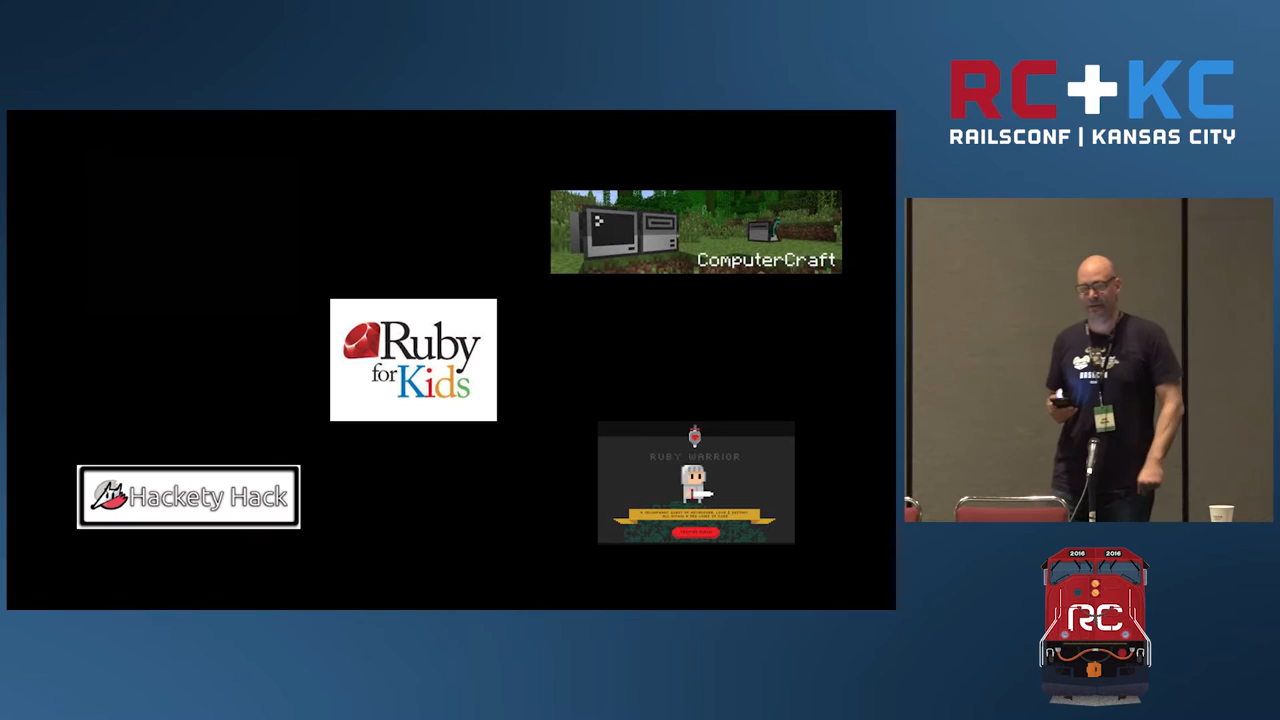 RC+KC
RAILSCONF | KANSAS CITY
ComputerCraft
Ruby
for Kids
RUBY WARRIOR
Hackety Hack
2016 2016
RC